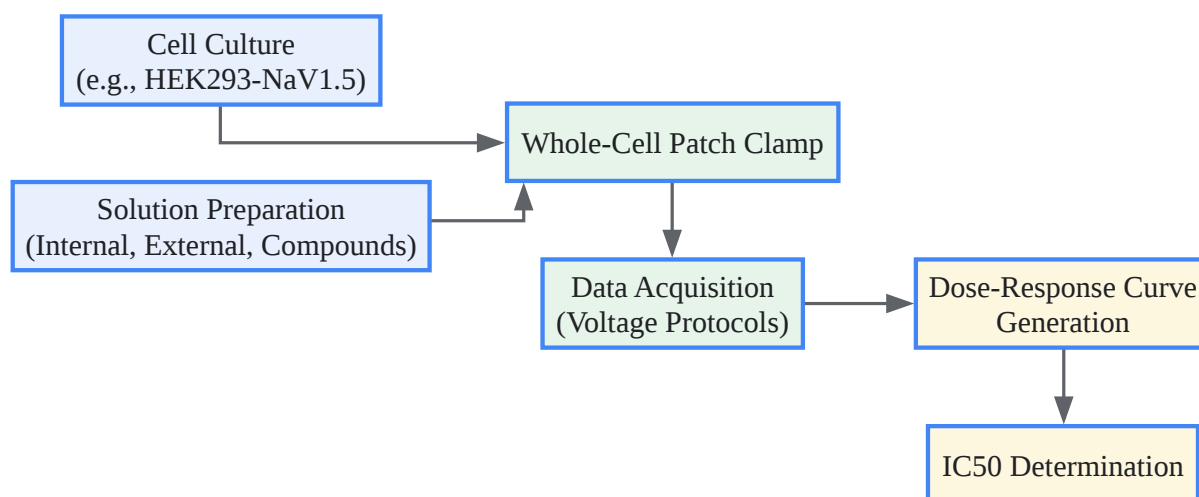 Cell Culture
(e.g., HEK293-NaV1.5)
Whole-Cell Patch Clamp
Solution Preparation
(Internal, External, Compounds)
Data Acquisition
(Voltage Protocols)
Dose-Response Curve
Generation
IC50 Determination